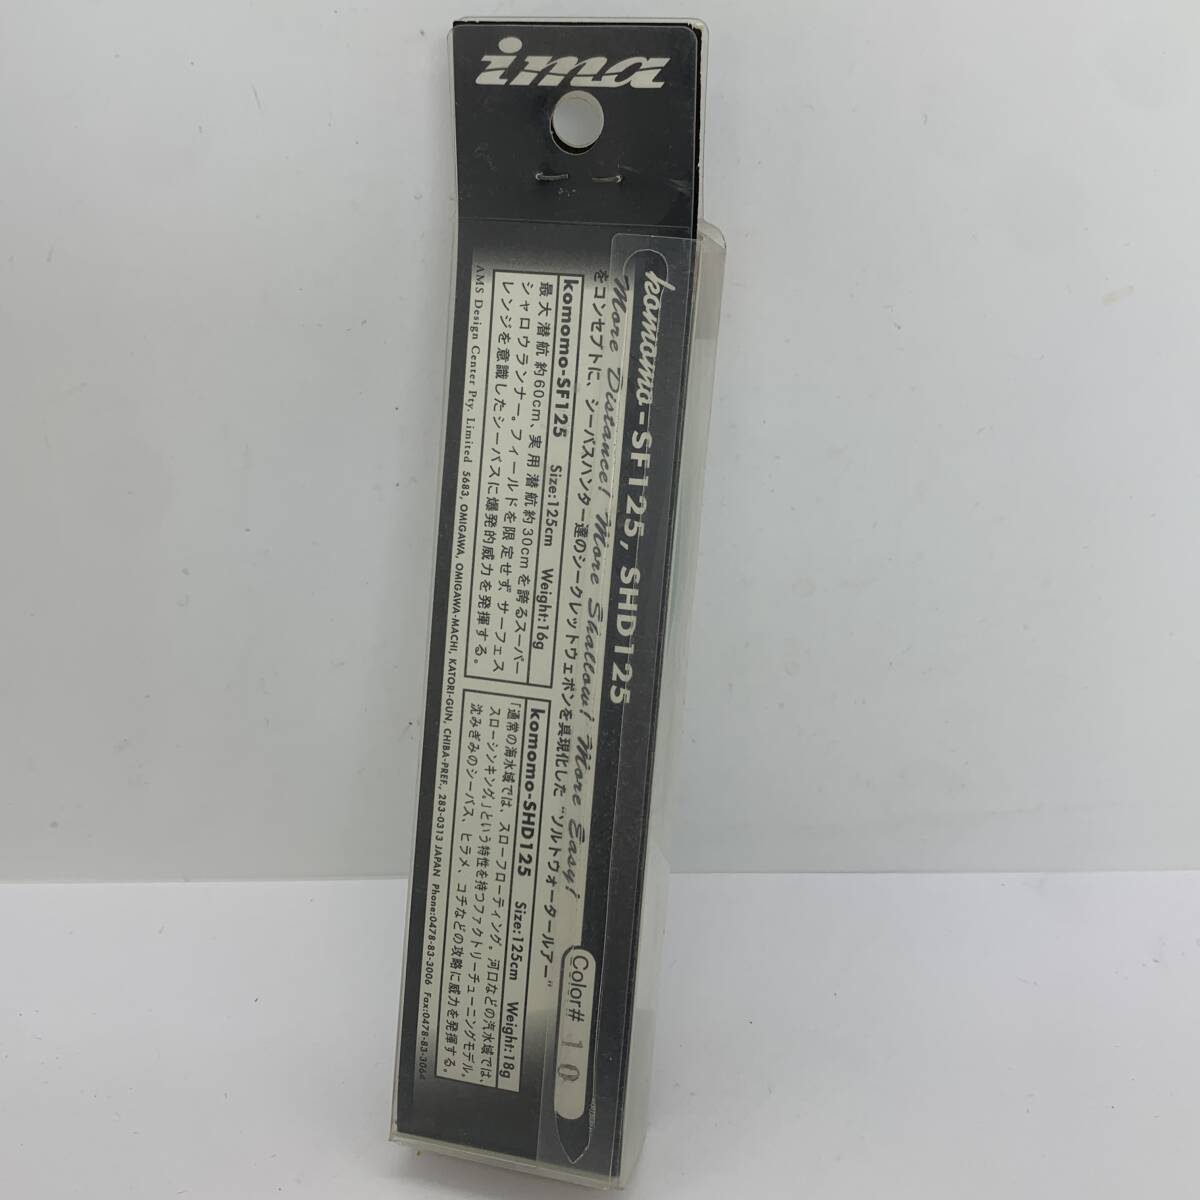 ima
komomo-SF125, SHD125
More Distance! More Shallow! More Easy!
をコンセプトに、シーバスハンター達のシークレットウェポンを具現化した "ソルトウォータールアー"
komomo-SF125 Size:125cm Weight:16g
最大潜航約60cm、実用潜航約30cmを誇るスーパー
シャロウランナー。フィールドを限定せず、サーフェス
レンジを意識したシーバスに爆発的威力を発揮する。
komomo-SHD125 Size:125cm Weight:18g
「通常の海水域では、スローフローティング。河口などの汽水域では、
スローシンキング。」という特性を持つファクトリーチューニングモデル。
沈みぎみのシーバス、ヒラメ、コチなどの攻略に威力を発揮する。
AMS Design Center Pty. Limited 5683, OMIGAWA, OMIGAWA-MACHI, KATORI-GUN, CHIBA-PREF., 283-0313 JAPAN Phone:0478-83-3006 Fax:0478-83-3064
Color# 10